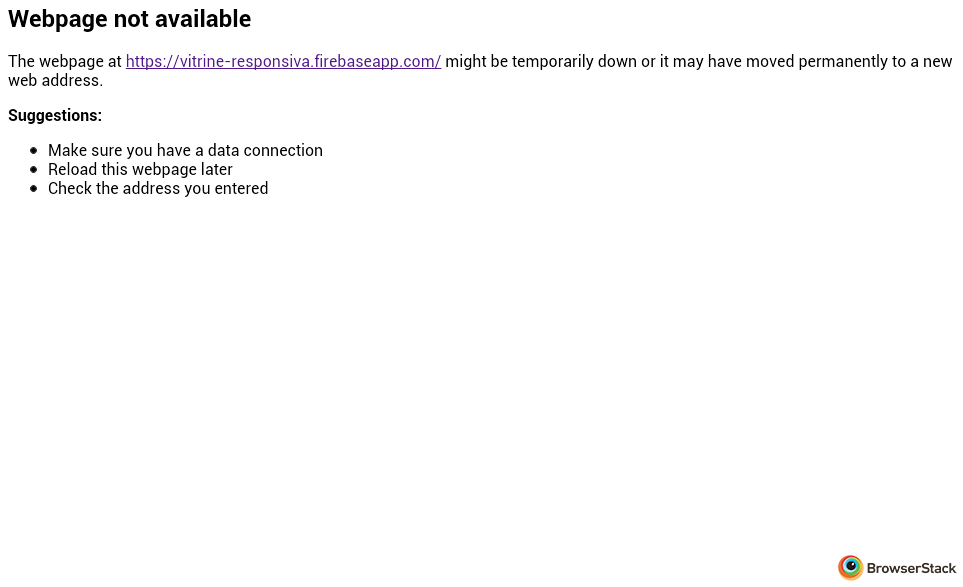 Webpage not available
The webpage at https://vitrine-responsiva.firebaseapp.com/ might be temporarily down or it may have moved permanently to a new
web address.
Suggestions:
Make sure you have a data connection
Reload this webpage later
Check the address you entered
BrowserStack